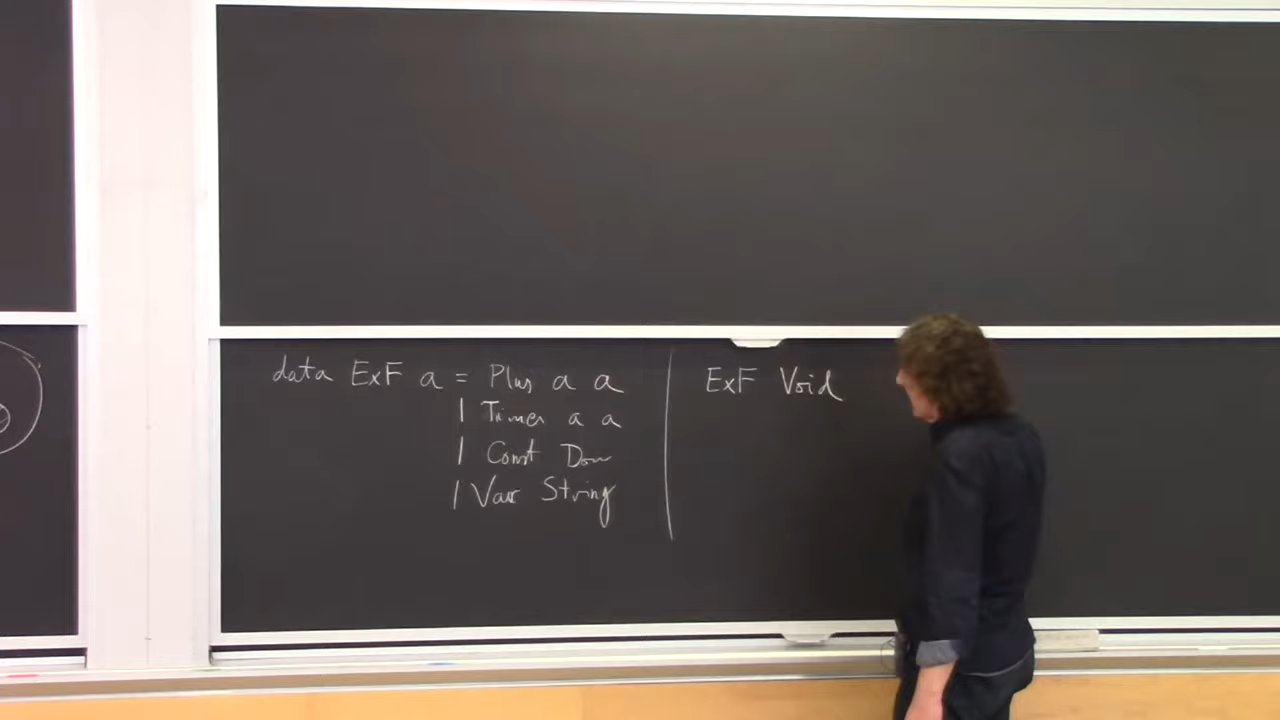 data ExF a = Plus a a
| Times a a
| Const Dou
| Var String
ExF Void